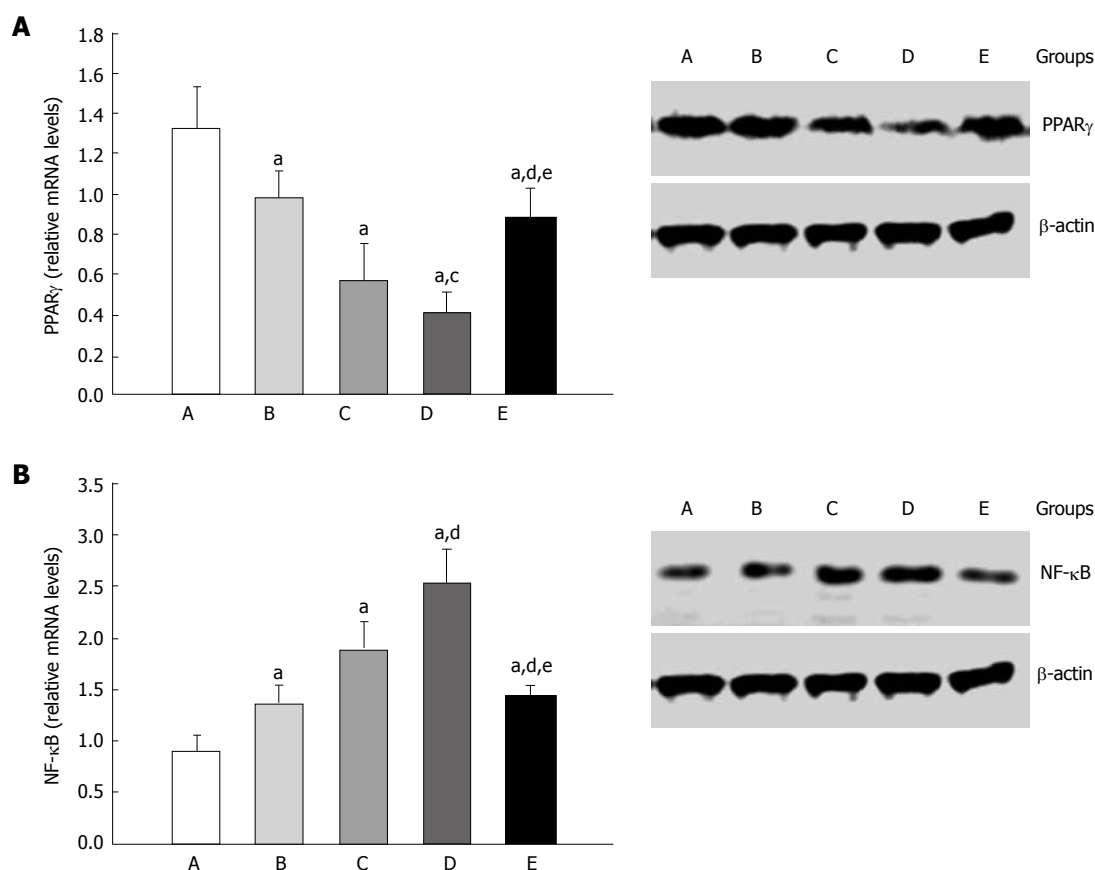 A
PPARγ (relative mRNA levels)
1.8
1.6
1.4
1.2
1.0
0.8
0.6
0.4
0.2
0.0
a
a
a,c
a,d,e
A B C D E
A B C D E Groups
PPARγ
β-actin
B
NF-κB (relative mRNA levels)
3.5
3.0
2.5
2.0
1.5
1.0
0.5
0.0
a
a
a,d
a,d,e
A B C D E
A B C D E Groups
NF-κB
β-actin